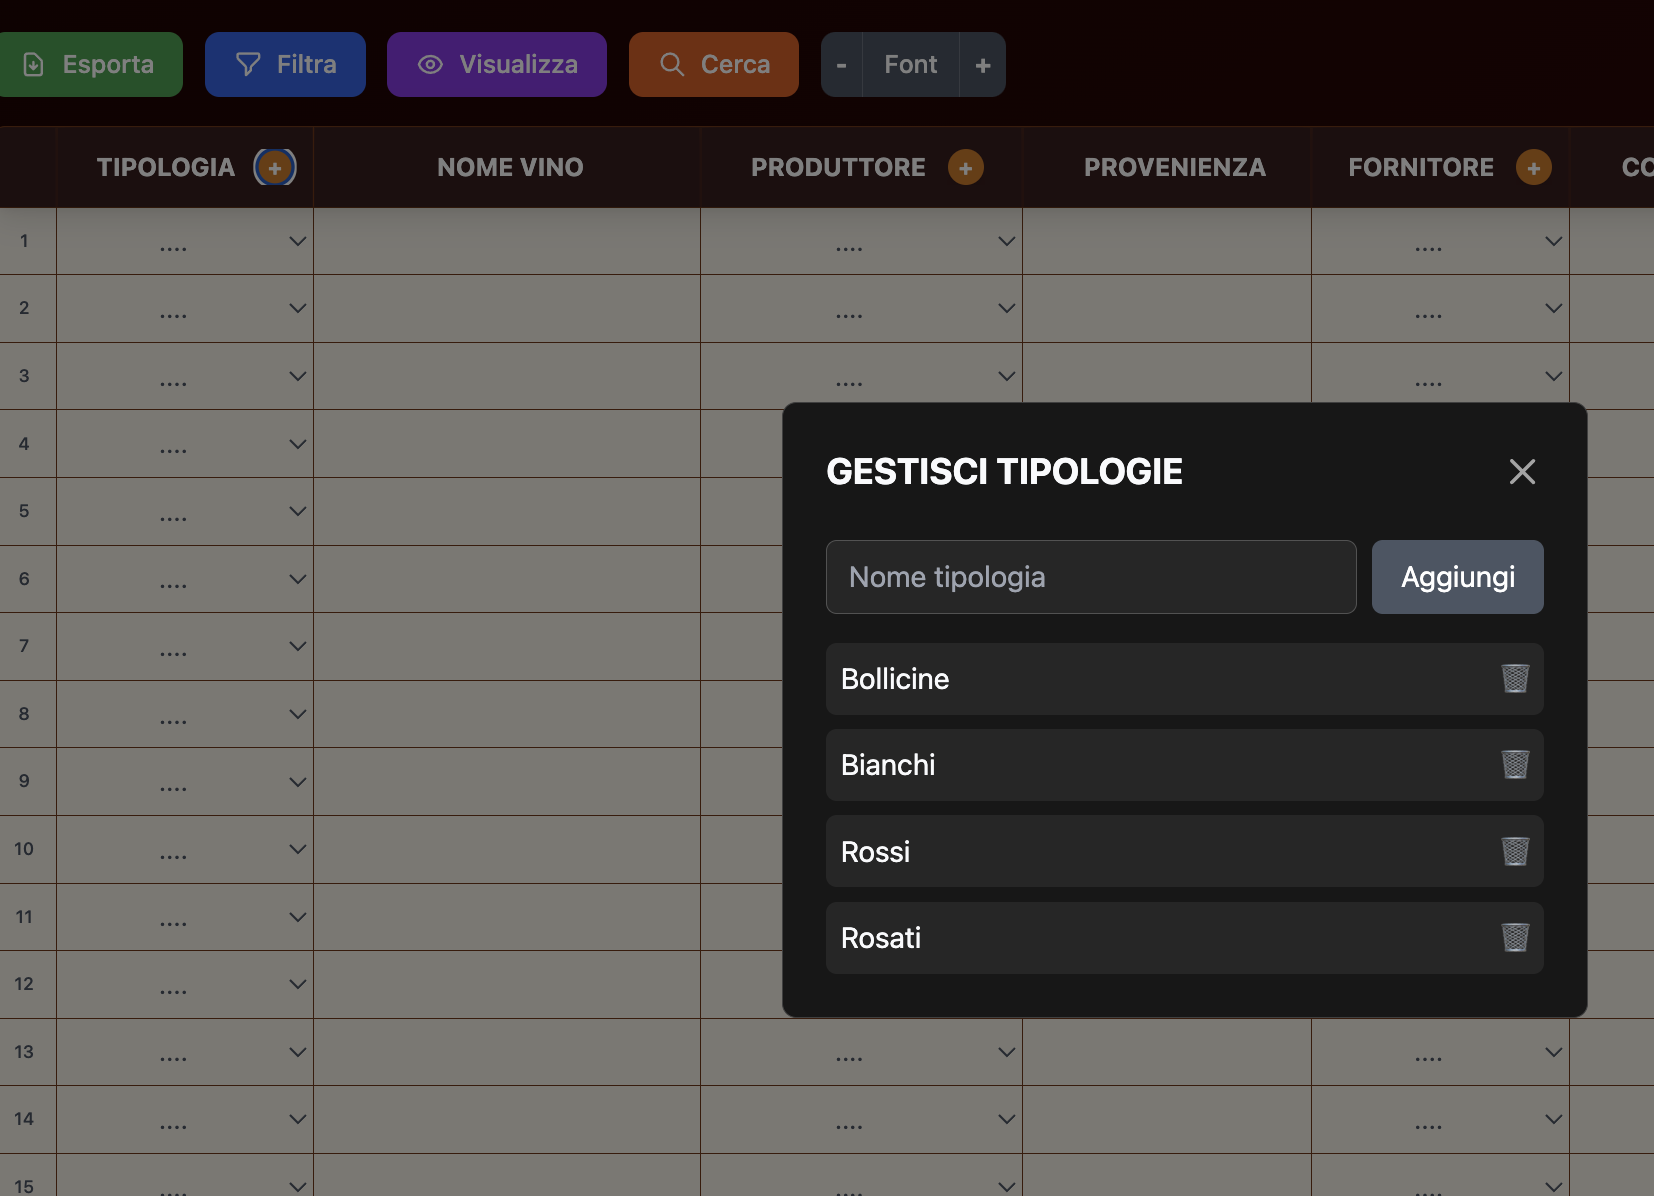 Esporta Filtra Visualizza Cerca - Font +
TIPOLOGIA + NOME VINO PRODUTTORE + PROVENIENZA FORNITORE + CO
1 .... .... ....
2 .... .... ....
3 .... .... ....
4 ....
5 ....
6 ....
7 ....
8 ....
9 ....
10 ....
11 ....
12 ....
13 .... .... ....
14 .... .... ....
15 .... .... ....
GESTISCI TIPOLOGIE
Nome tipologia Aggiungi
Bollicine
Bianchi
Rossi
Rosati